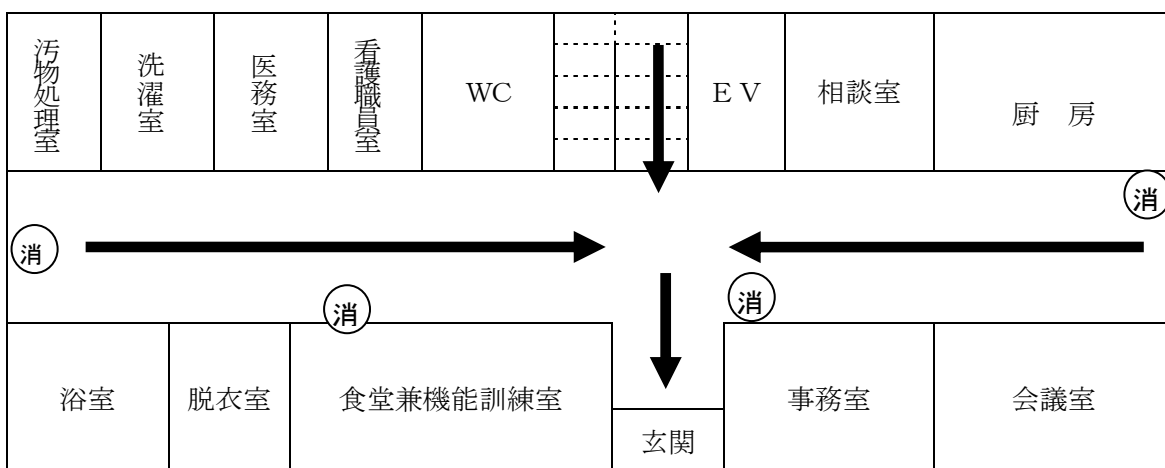 汚物処理室
洗濯室
医務室
看護職員室
WC
ＥＶ
相談室
厨　房
消
消
消
消
浴室
脱衣室
食堂兼機能訓練室
玄関
事務室
会議室